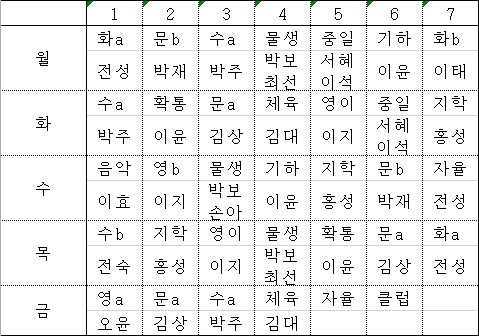 1 2 3 4 5 6 7
월
화a 문b 수a 물생 중일 기하 화b
전성 박재 박주 박보 최선 서혜 이석 이윤 이태
화
수a 확통 문a 체육 영이 중일 지학
박주 이윤 김상 김대 이지 서혜 이석 홍성
수
음악 영b 물생 기하 지학 문b 자율
이효 이지 박보 손아 이윤 홍성 박재 전성
목
수b 지학 영이 물생 확통 문a 화a
전숙 홍성 이지 박보 최선 이윤 김상 전성
금
영a 문a 수a 체육 자율 클럽
오윤 김상 박주 김대